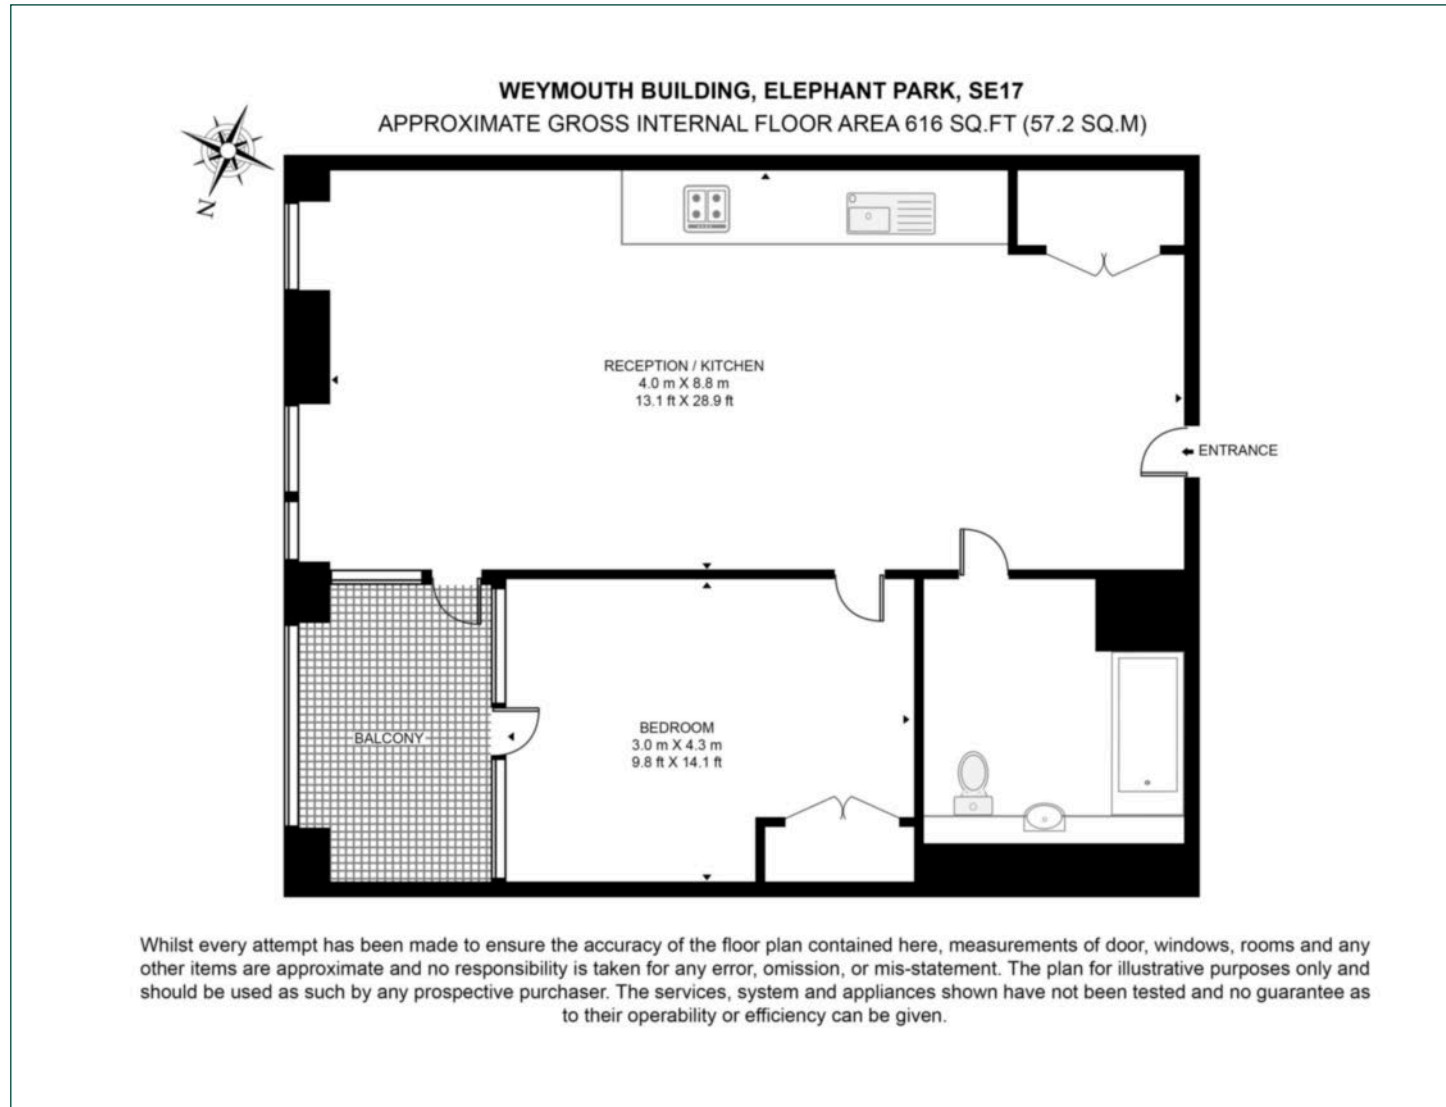 WEYMOUTH BUILDING, ELEPHANT PARK, SE17
APPROXIMATE GROSS INTERNAL FLOOR AREA 616 SQ.FT (57.2 SQ.M)
N
RECEPTION / KITCHEN
4.0 m X 8.8 m
13.1 ft X 28.9 ft
ENTRANCE
BALCONY
BEDROOM
3.0 m X 4.3 m
9.8 ft X 14.1 ft
Whilst every attempt has been made to ensure the accuracy of the floor plan contained here, measurements of door, windows, rooms and any
other items are approximate and no responsibility is taken for any error, omission, or mis-statement. The plan for illustrative purposes only and
should be used as such by any prospective purchaser. The services, system and appliances shown have not been tested and no guarantee as
to their operability or efficiency can be given.